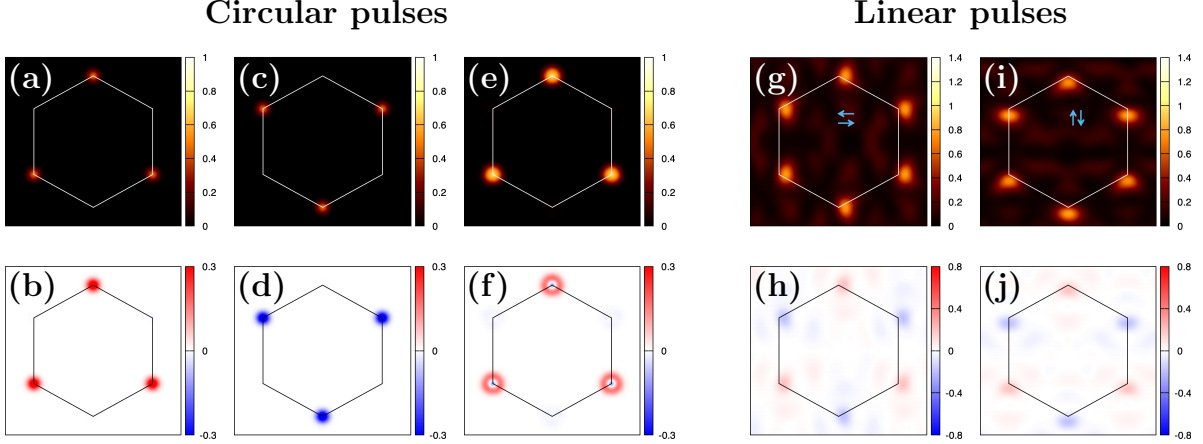 Circular pulses Linear pulses
(a) (c) (e) (g) (i)
1 1 1 1.4 1.4
1.2 1.2
0.8 0.8 0.8 1 1
0.6 0.6 0.6 0.8 0.8
0.4 0.4 0.4 0.6 0.6
0.4 0.4
0.2 0.2 0.2 0.2 0.2
0 0 0 0 0
(b) (d) (f) (h) (j)
0.3 0.3 0.3 0.8 0.8
0.4 0.4
0 0 0 0 0
-0.4 -0.4
-0.3 -0.3 -0.3 -0.8 -0.8